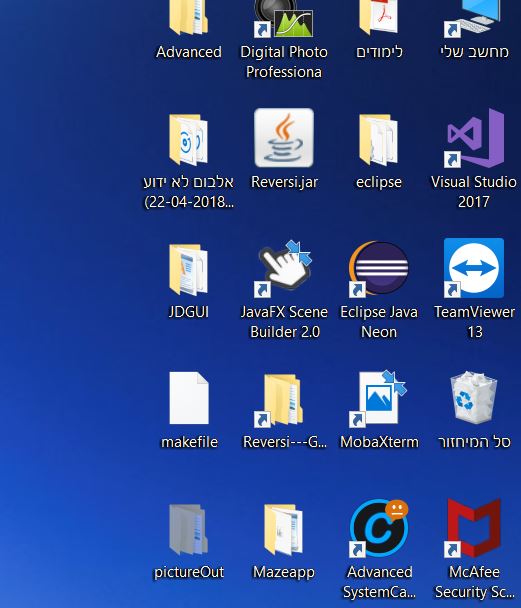 Advanced
Digital Photo
Professiona
לימודים
מחשב שלי
אלבום לא ידוע
(22-04-2018...
Reversi.jar
eclipse
Visual Studio
2017
JDGUI
JavaFX Scene
Builder 2.0
Eclipse Java
Neon
TeamViewer
13
makefile
Reversi---G...
MobaXterm
סל המיחזור
pictureOut
Mazeapp
Advanced
SystemCa...
McAfee
Security Sc...